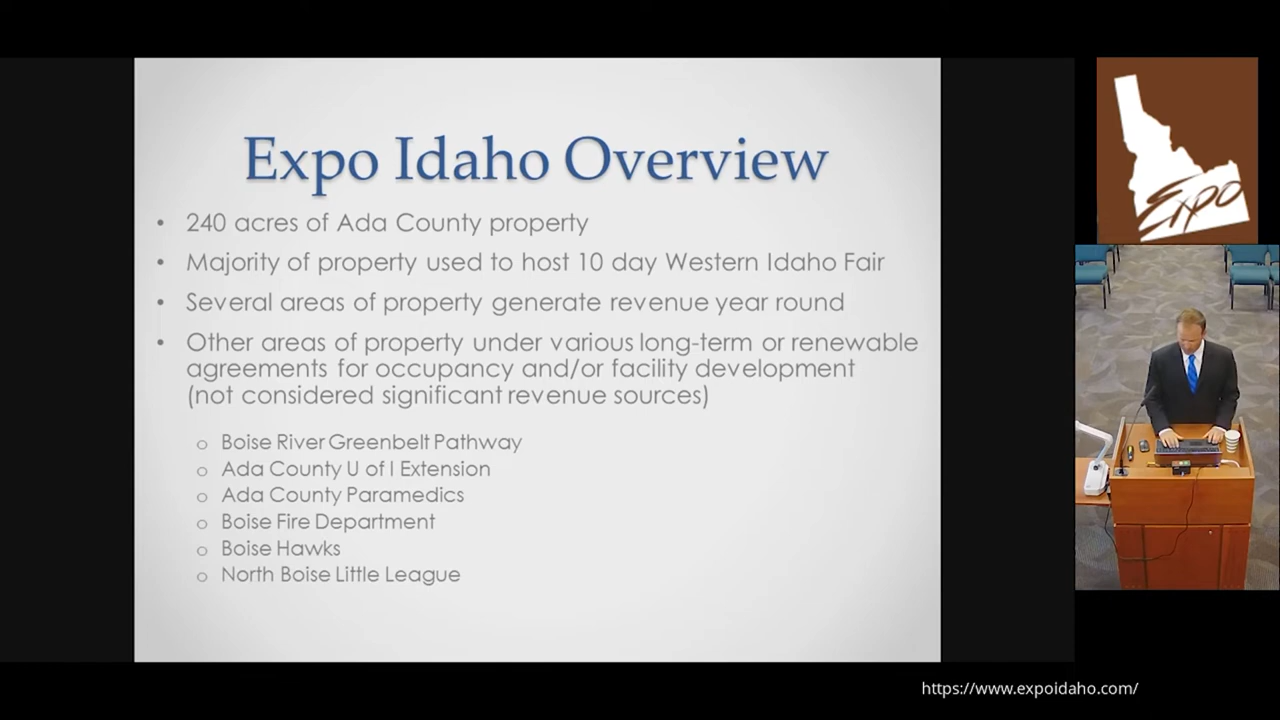 Expo Idaho Overview
• 240 acres of Ada County property
• Majority of property used to host 10 day Western Idaho Fair
• Several areas of property generate revenue year round
• Other areas of property under various long-term or renewable
agreements for occupancy and/or facility development
(not considered significant revenue sources)
o Boise River Greenbelt Pathway
o Ada County U of I Extension
o Ada County Paramedics
o Boise Fire Department
o Boise Hawks
o North Boise Little League
Expo
https://www.expoidaho.com/